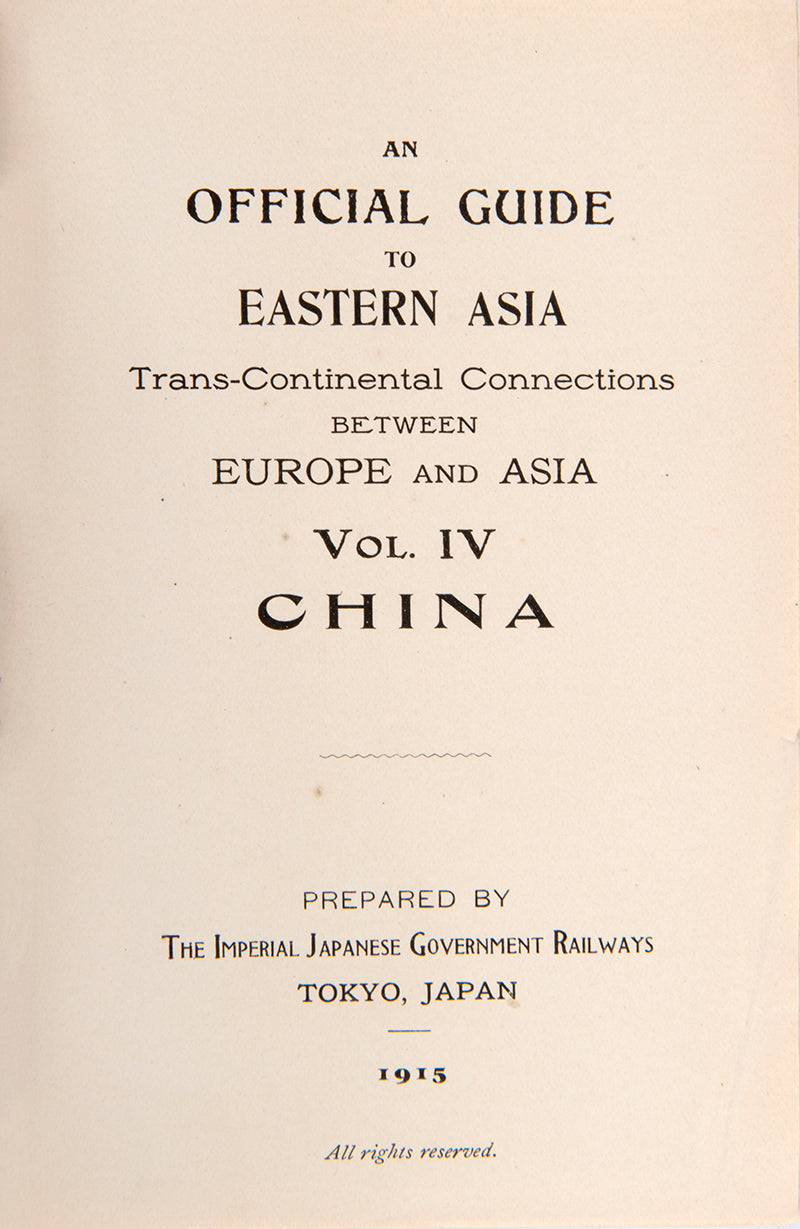 AN
OFFICIAL GUIDE
TO
EASTERN ASIA
Trans-Continental Connections
BETWEEN
EUROPE AND ASIA
VOL. IV
CHINA
PREPARED BY
THE IMPERIAL JAPANESE GOVERNMENT RAILWAYS
TOKYO, JAPAN
1915
All rights reserved.